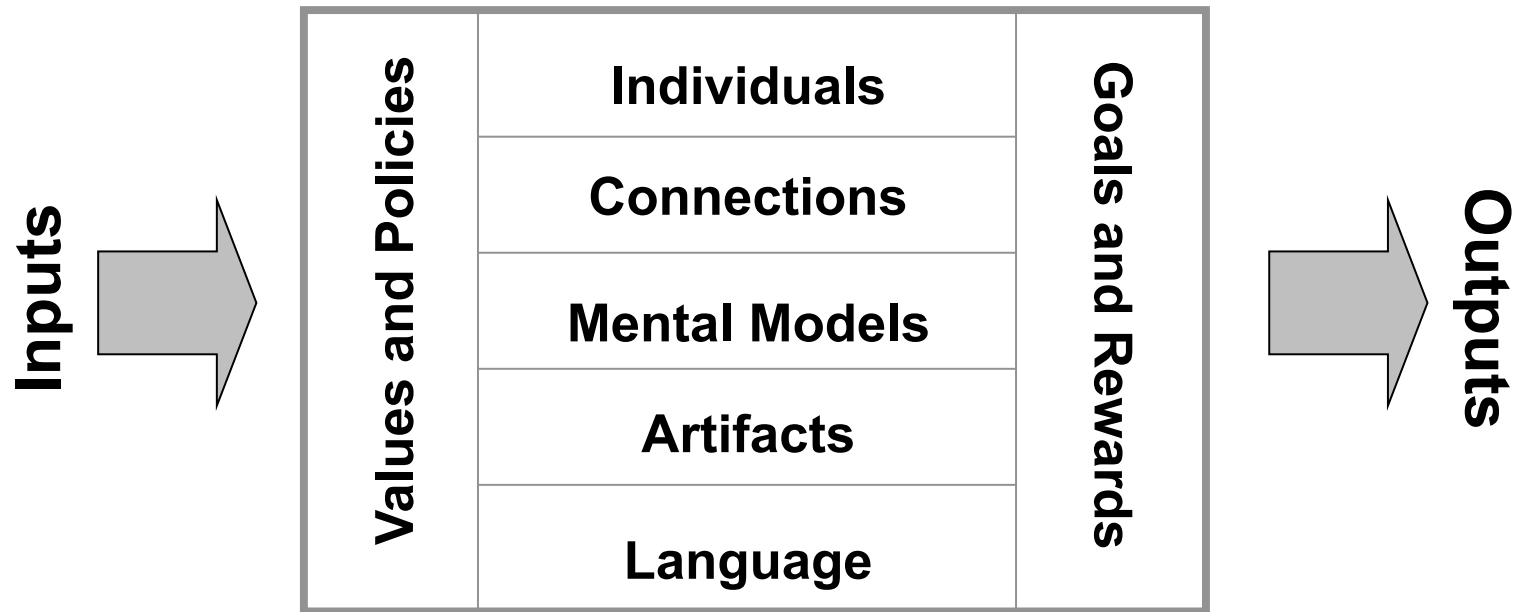 Inputs
Values and Policies
Individuals
Connections
Mental Models
Artifacts
Language
Goals and Rewards
Outputs